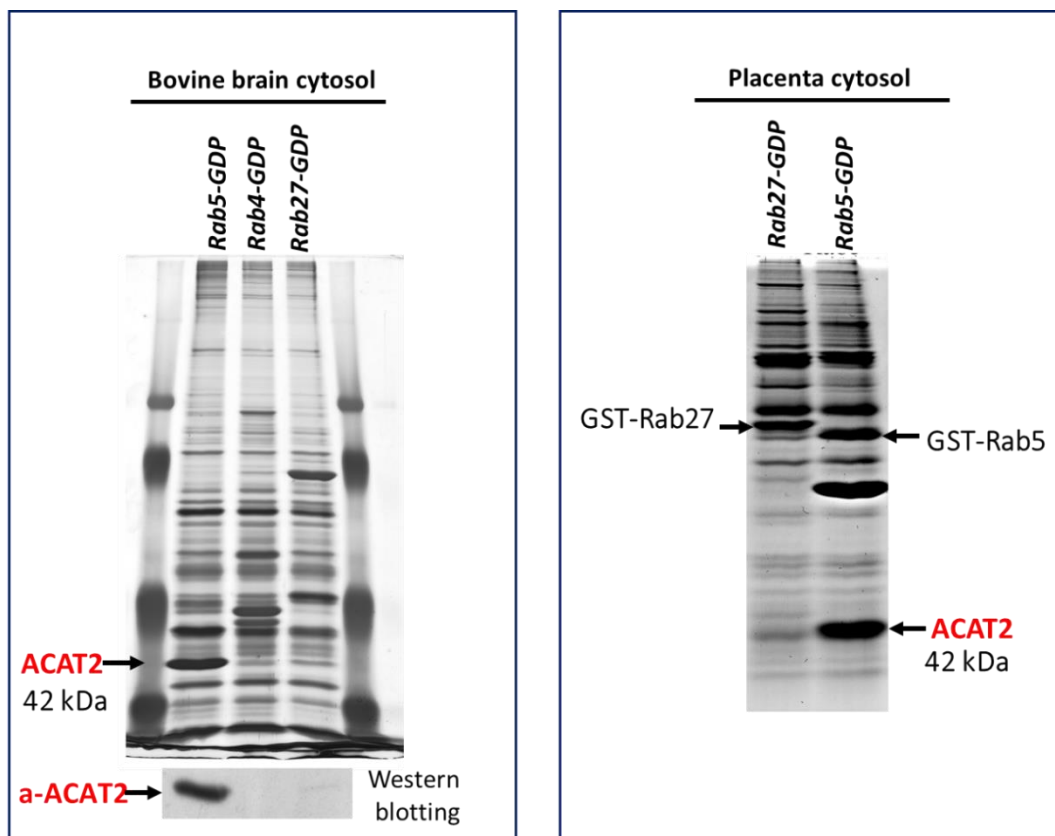 Bovine brain cytosol
Rab5-GDP
Rab4-GDP
Rab27-GDP
ACAT2
42 kDa
a-ACAT2
Western
blotting
Placenta cytosol
Rab27-GDP
Rab5-GDP
GST-Rab27
GST-Rab5
ACAT2
42 kDa